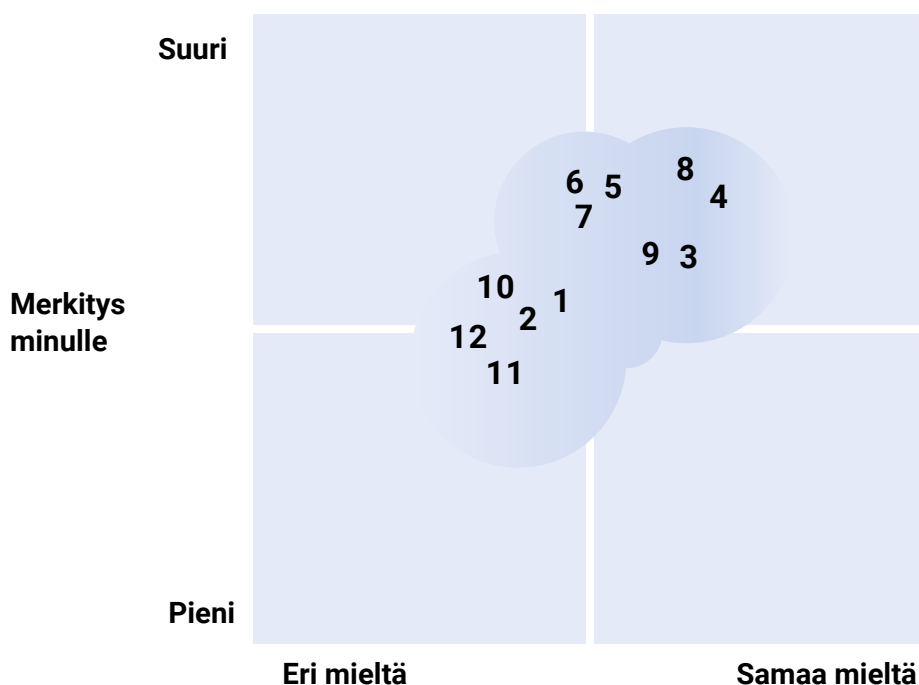 Suuri
8
6 5
4
7
9 3
10
1
Merkitys
minulle
2
12
11
Pieni
Eri mieltä
Samaa mieltä